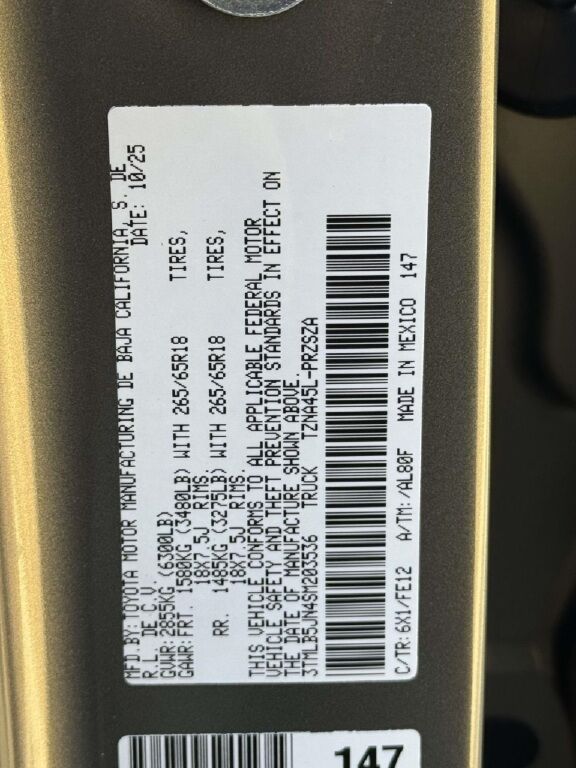 MFD.BY:TOYOTA MOTOR MANUFACTURING DE BAJA CALIFORNIA, S. DE
R.L. DE C.V. DATE: 10/25
GVWR:2855KG (6300LB)
GAWR:FRT. 1580KG (3480LB) WITH 265/65R18 TIRES,
18X7.5J RIMS.
RR. 1485KG (3275LB) WITH 265/65R18 TIRES,
18X7.5J RIMS.
THIS VEHICLE CONFORMS TO ALL APPLICABLE FEDERAL MOTOR
VEHICLE SAFETY AND THEFT PREVENTION STANDARDS IN EFFECT ON
THE DATE OF MANUFACTURE SHOWN ABOVE.
3TMLB5JN4SM203536 TRUCK TZNA45L-PRZSZA
C/TR:6X1/FE12 A/TM:/AL80F MADE IN MEXICO 147
147